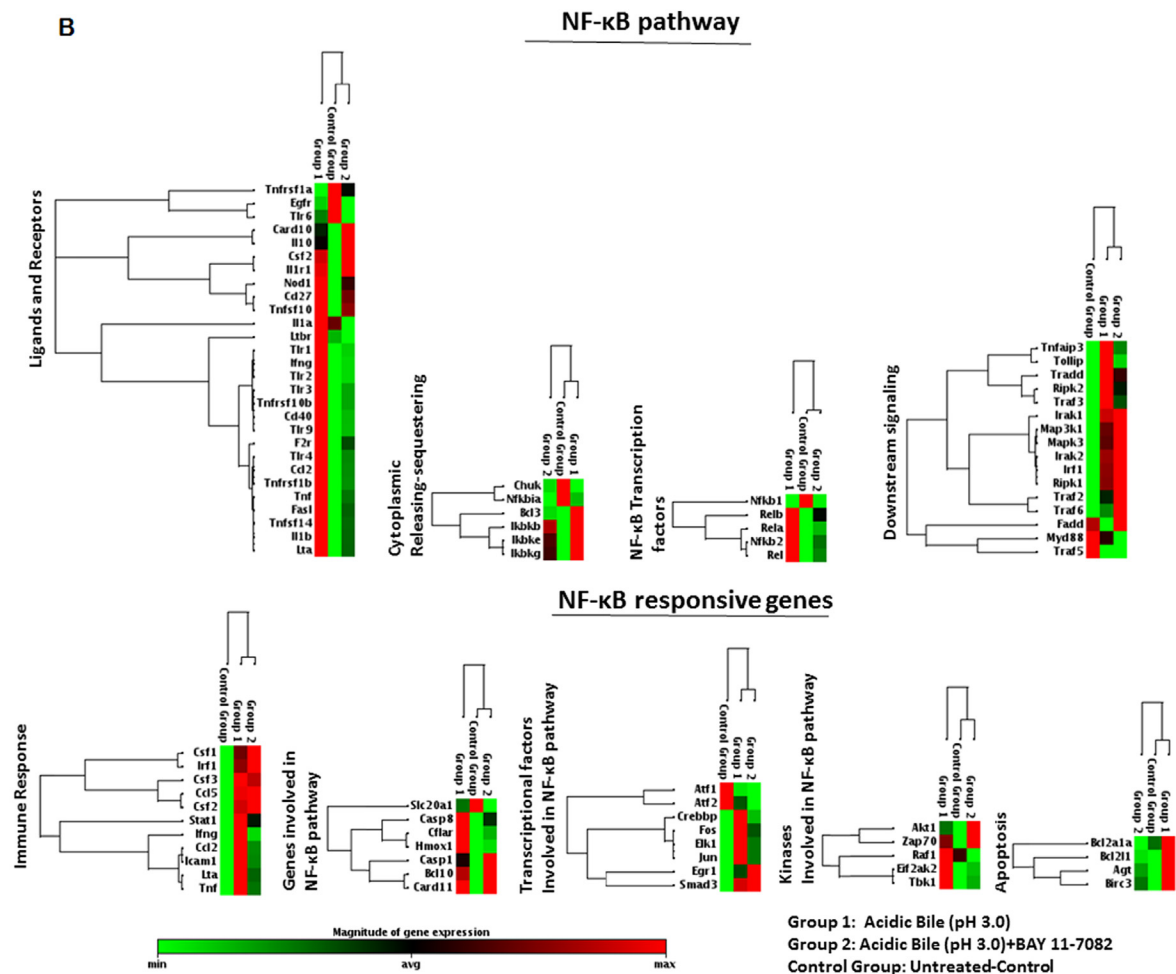 B
NF-κB pathway
Ligands and Receptors
Group 1
Control Group
Group 2
Tnfrsf1a
Egfr
Tlr6
Card10
Il10
Csf2
Il1r1
Nod1
Cd27
Tnfsf10
Il1a
Ltbr
Tlr1
Ifng
Tlr2
Tlr3
Tnfrsf10b
Cd40
Tlr9
F2r
Tlr4
Ccl2
Tnfrsf1b
Tnf
Fasl
Tnfsf14
Il1b
Lta
Cytoplasmic
Releasing-sequestering
Group 2
Control Group
Group 1
Chuk
Nfkbia
Bcl3
Ikbkb
Ikbke
Ikbkg
NF-κB Transcription
factors
Group 1
Control Group
Group 2
Nfkb1
Relb
Rela
Nfkb2
Rel
Downstream signaling
Control Group
Group 1
Group 2
Tnfaip3
Tollip
Tradd
Ripk2
Traf3
Irak1
Map3k1
Mapk3
Irak2
Irf1
Ripk1
Traf2
Traf6
Fadd
Myd88
Traf5
NF-κB responsive genes
Immune Response
Control Group
Group 1
Group 2
Csf1
Irf1
Csf3
Ccl5
Csf2
Stat1
Ifng
Ccl2
Icam1
Lta
Tnf
Genes involved in
NF-κB pathway
Group 1
Control Group
Group 2
Slc20a1
Casp8
Cflar
Hmox1
Casp1
Bcl10
Card11
Transcriptional factors
Involved in NF-κB pathway
Control Group
Group 1
Group 2
Atf1
Atf2
Crebbp
Fos
Elk1
Jun
Egr1
Smad3
Kinases
Involved in NF-κB pathway
Group 1
Control Group
Group 2
Akt1
Zap70
Raf1
Eif2ak2
Tbk1
Apoptosis
Group 2
Control Group
Group 1
Bcl2a1a
Bcl2l1
Agt
Birc3
Magnitude of gene expression
min avg max
Group 1: Acidic Bile (pH 3.0)
Group 2: Acidic Bile (pH 3.0)+BAY 11-7082
Control Group: Untreated-Control